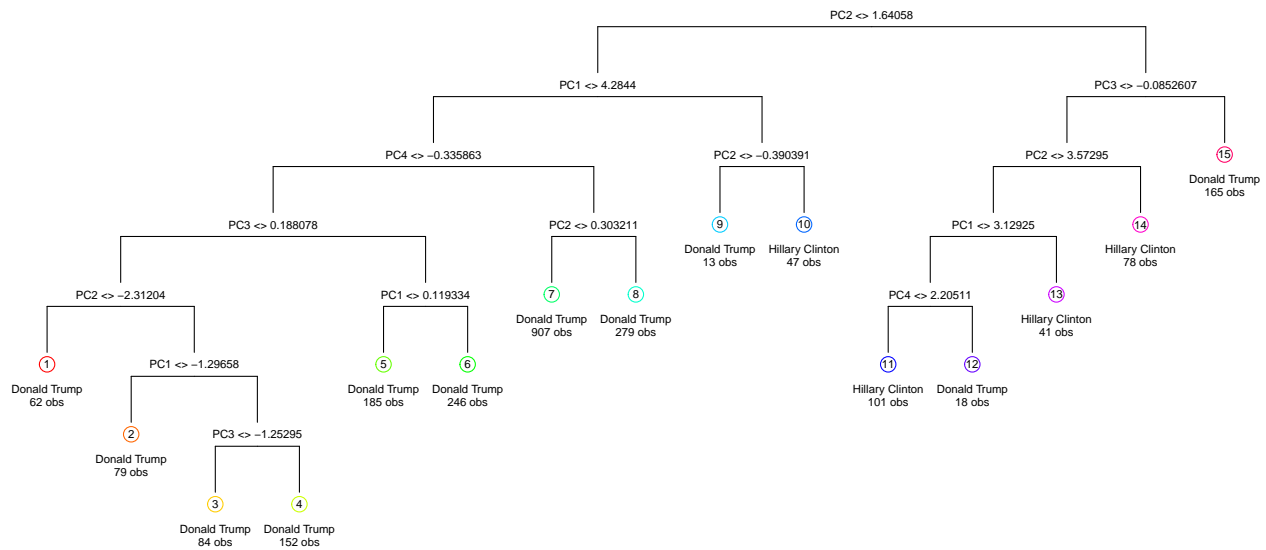 PC2 <> 1.64058
PC1 <> 4.2844
PC3 <> −0.0852607
PC4 <> −0.335863
PC2 <> −0.390391
PC2 <> 3.57295
15
Donald Trump
165 obs
PC3 <> 0.188078
PC2 <> 0.303211
9
Donald Trump
13 obs
10
Hillary Clinton
47 obs
PC1 <> 3.12925
14
Hillary Clinton
78 obs
PC2 <> −2.31204
PC1 <> 0.119334
7
Donald Trump
907 obs
8
Donald Trump
279 obs
PC4 <> 2.20511
13
Hillary Clinton
41 obs
1
Donald Trump
62 obs
PC1 <> −1.29658
5
Donald Trump
185 obs
6
Donald Trump
246 obs
11
Hillary Clinton
101 obs
12
Donald Trump
18 obs
2
Donald Trump
79 obs
PC3 <> −1.25295
3
Donald Trump
84 obs
4
Donald Trump
152 obs